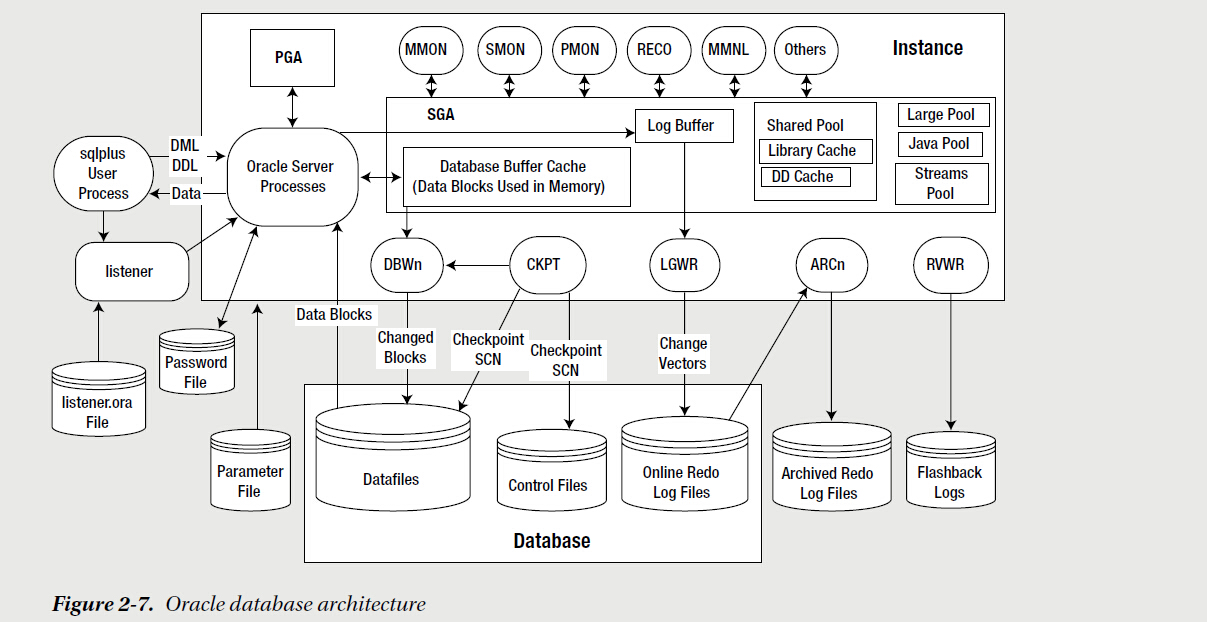 MMON
SMON
PMON
RECO
MMNL
Others
Instance
PGA
SGA
Log Buffer
Shared Pool
Library Cache
DD Cache
Large Pool
Java Pool
Streams
Pool
sqlplus
User
Process
DML
DDL
Data
Oracle Server
Processes
Database Buffer Cache
(Data Blocks Used in Memory)
listener
DBWn
CKPT
LGWR
ARCn
RVWR
Data Blocks
Changed
Blocks
Checkpoint
SCN
Checkpoint
SCN
Change
Vectors
Password
File
listener.ora
File
Parameter
File
Datafiles
Control Files
Online Redo
Log Files
Archived Redo
Log Files
Flashback
Logs
Database
Figure 2-7. Oracle database architecture